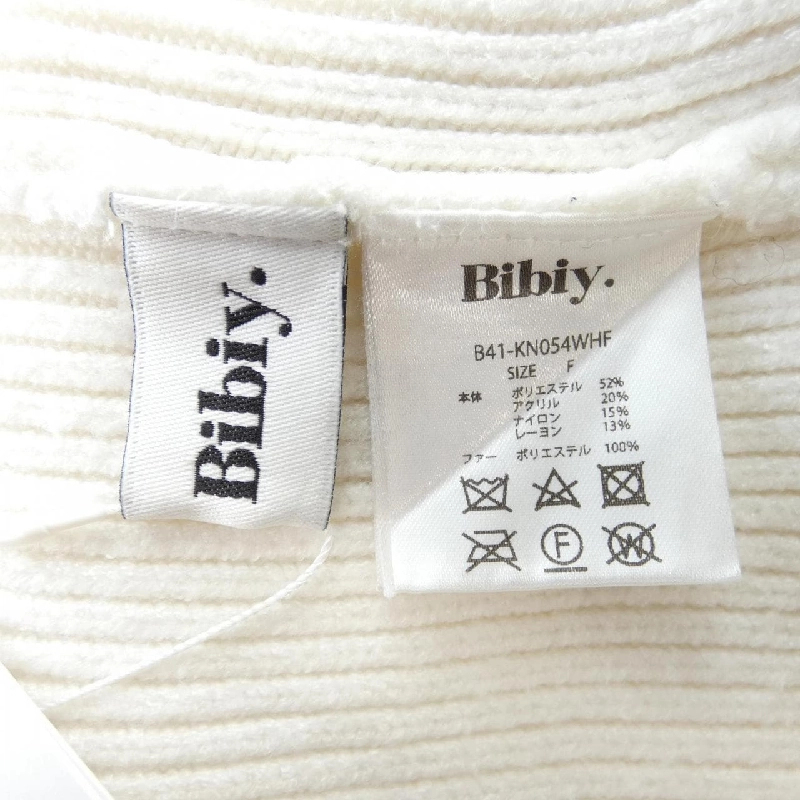 Bibiy.
Bibiy.
B41-KN054WHF
SIZE F
本体 ポリエステル 52%
アクリル 20%
ナイロン 15%
レーヨン 13%
ファー ポリエステル 100%
F W